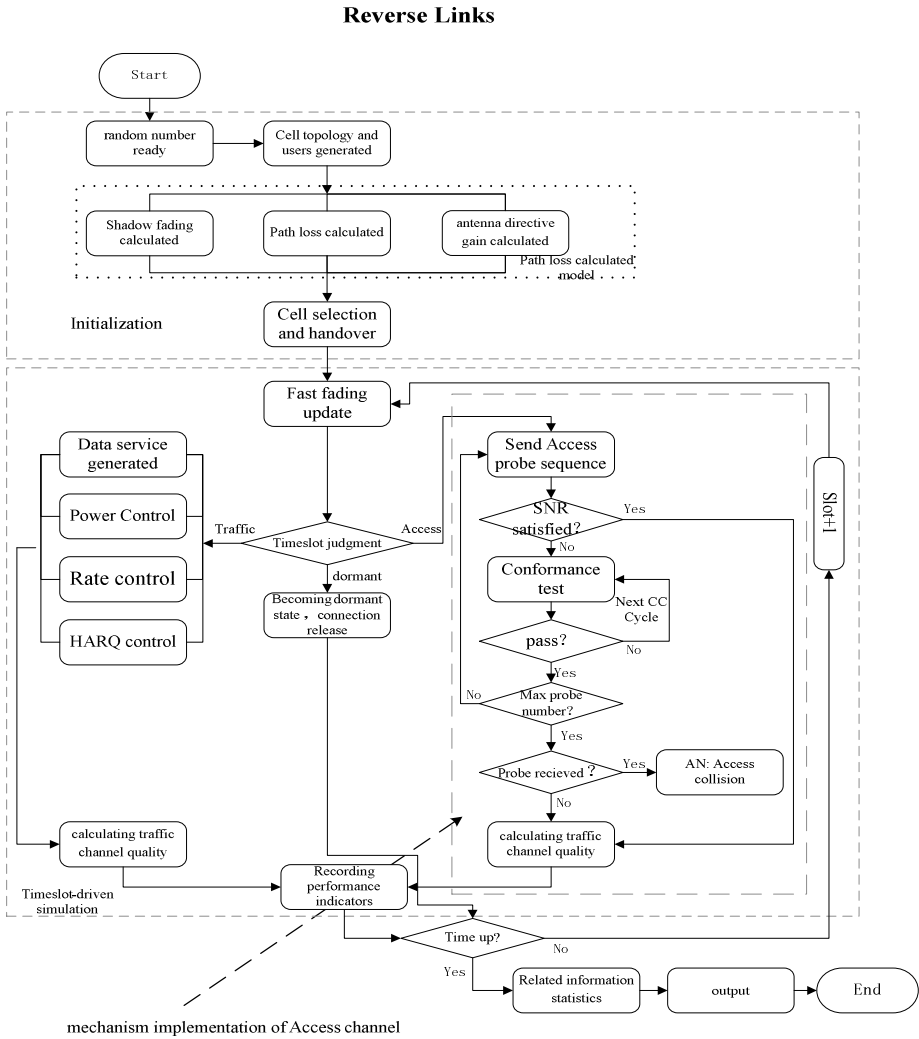 Reverse Links
Start
random number
ready
Cell topology and
users generated
Shadow fading
calculated
Path loss calculated
antenna directive
gain calculated
Path loss calculated
model
Initialization
Cell selection
and handover
Fast fading
update
Data service
generated
Power Control
Rate control
HARQ control
Traffic
Timeslot judgment
Access
dormant
Becoming dormant
state , connection
release
Send Access
probe sequence
SNR
satisfied?
Yes
No
Conformance
test
Next CC
Cycle
pass?
No
Yes
Max probe
number?
No
Yes
Probe recieved ?
Yes
AN: Access
collision
No
Slot+1
calculating traffic
channel quality
calculating traffic
channel quality
Recording
performance
indicators
Timeslot-driven
simulation
Time up?
No
Yes
Related information
statistics
output
End
mechanism implementation of Access channel